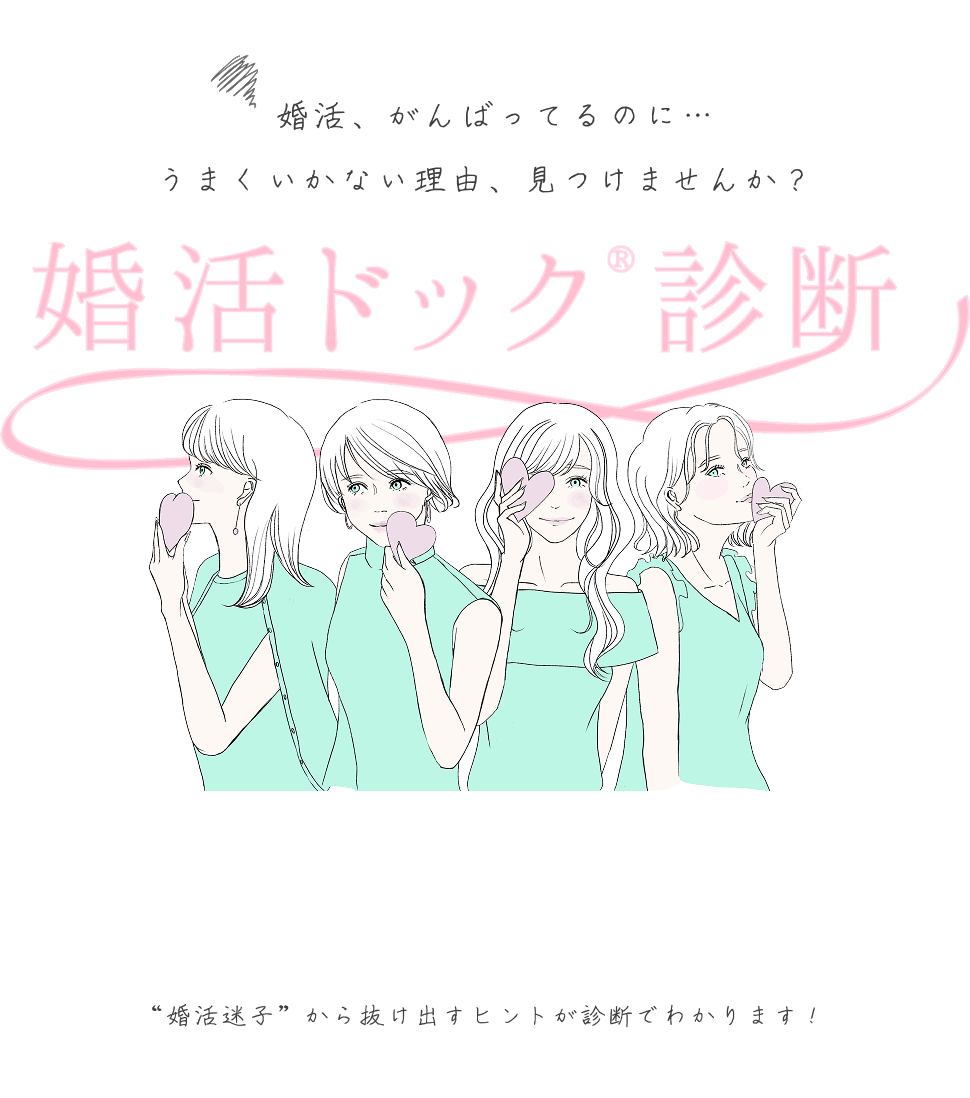 婚活、がんばってるのに…
うまくいかない理由、見つけませんか？
婚活ドック®診断
“婚活迷子”から抜け出すヒントが診断でわかります！